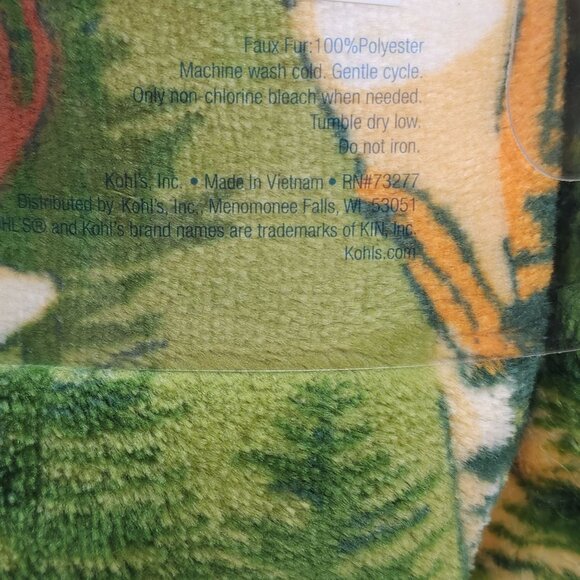 Faux Fur:100%Polyester
Machine wash cold. Gentle cycle.
Only non-chlorine bleach when needed.
Tumble dry low.
Do not iron.
Kohl's, Inc. • Made In Vietnam • RN#73277
Distributed by Kohl's, Inc., Menomonee Falls, WI 53051
HLS® and Kohl's brand names are trademarks of KIN, Inc.
Kohls.com